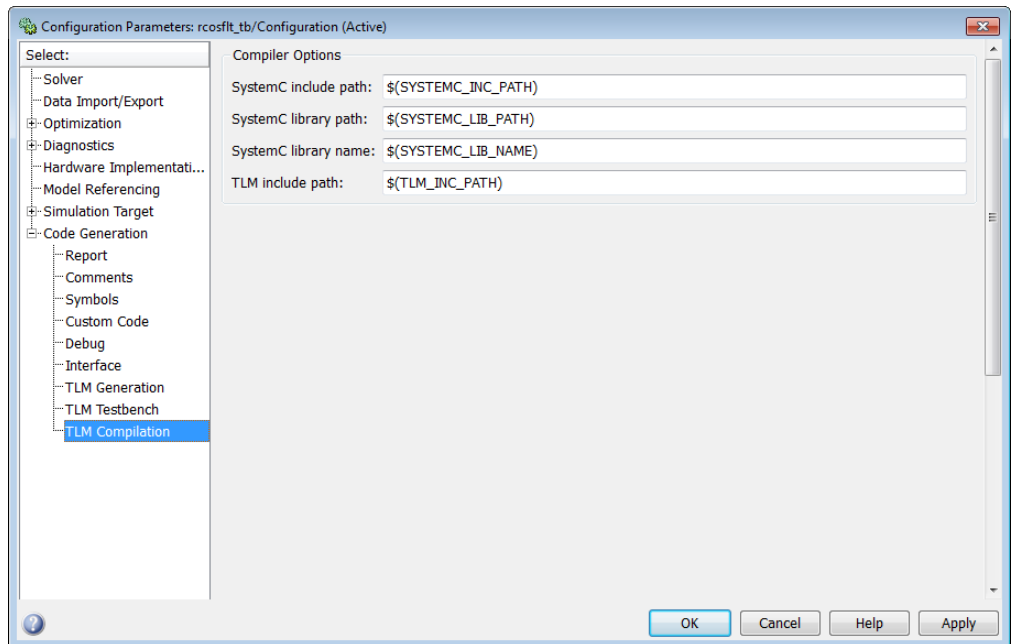 Configuration Parameters: rcosflt_tb/Configuration (Active)
Select:
Solver
Data Import/Export
Optimization
Diagnostics
Hardware Implementati...
Model Referencing
Simulation Target
Code Generation
Report
Comments
Symbols
Custom Code
Debug
Interface
TLM Generation
TLM Testbench
TLM Compilation
Compiler Options
SystemC include path: $(SYSTEMC_INC_PATH)
SystemC library path: $(SYSTEMC_LIB_PATH)
SystemC library name: $(SYSTEMC_LIB_NAME)
TLM include path: $(TLM_INC_PATH)
OK Cancel Help Apply